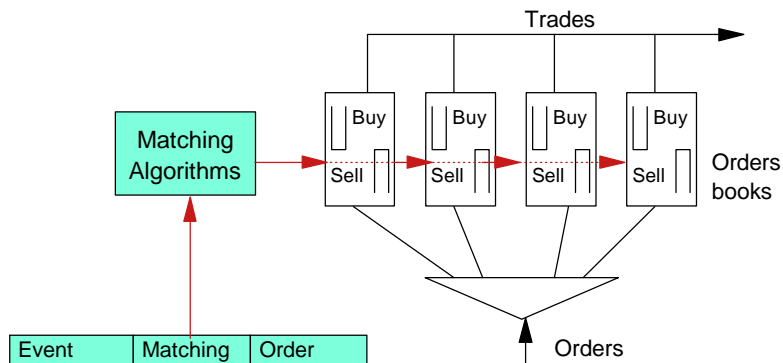 Trades
Buy Buy Buy Buy
Matching
Algorithms
Sell Sell Sell Sell
Orders
books
Event Matching Order
Orders